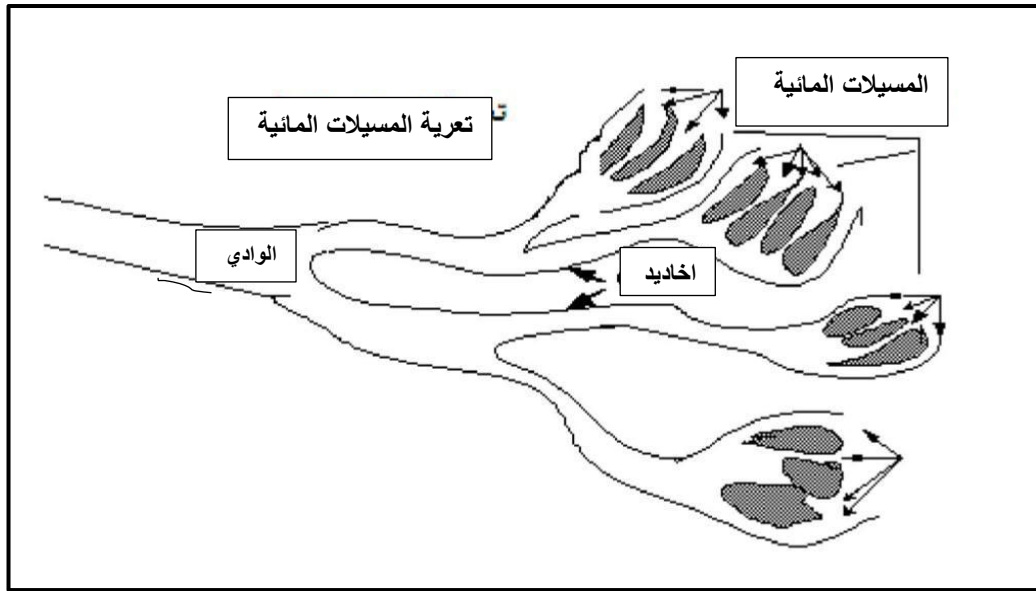 المسيلات المائية
تعرية المسيلات المائية
الوادي
اخاديد